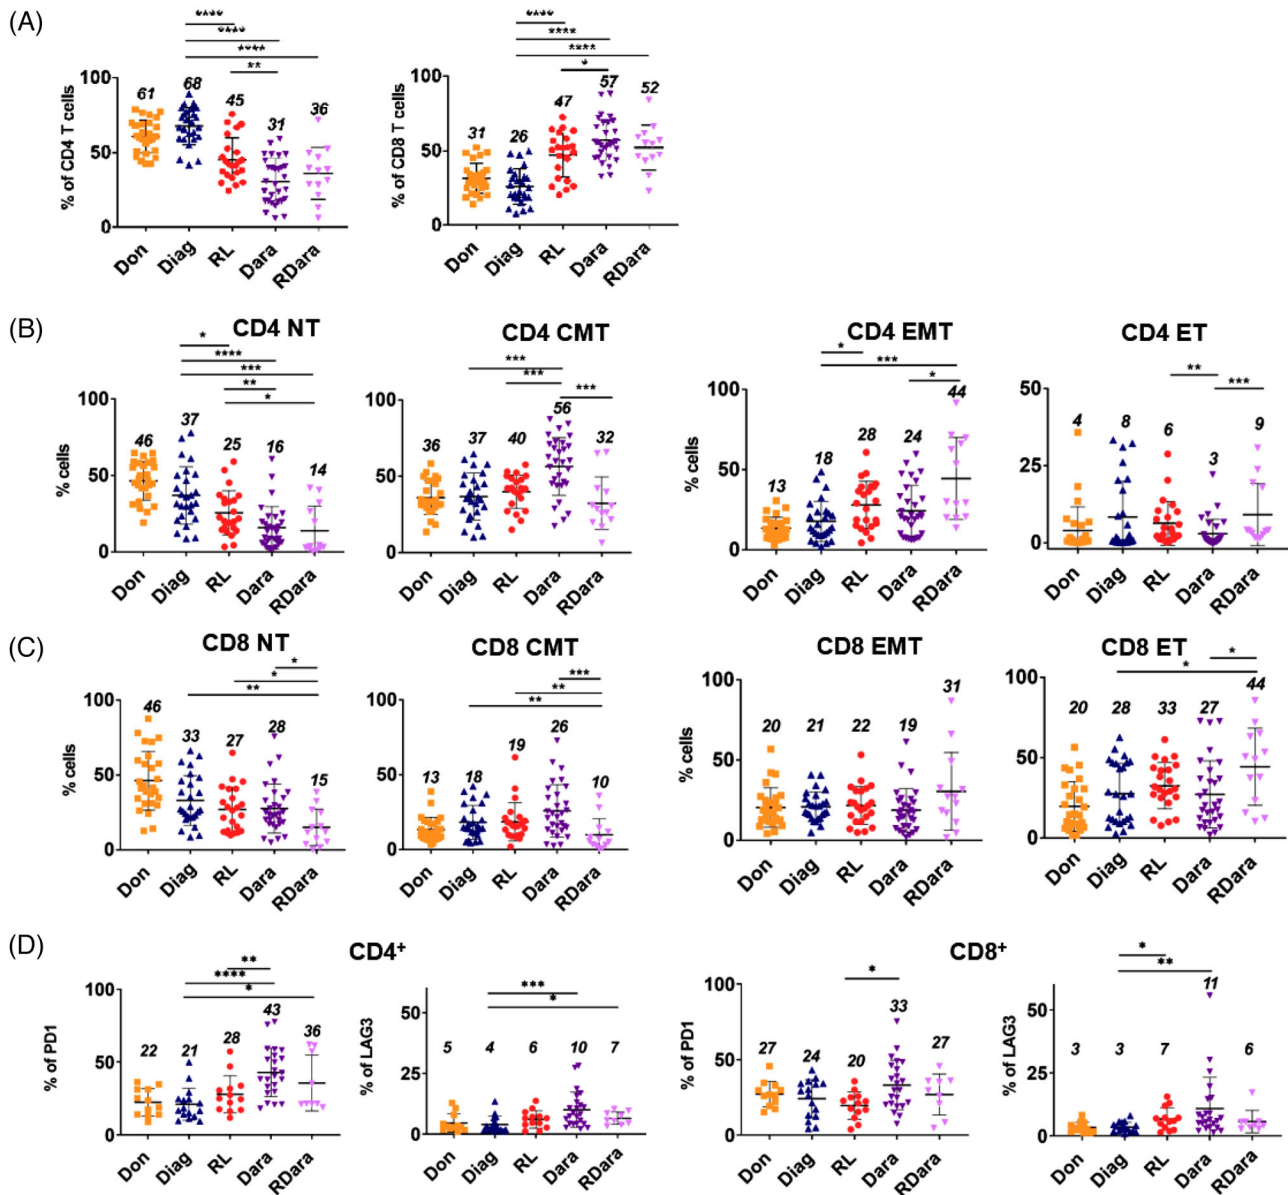 (A)
****
****
****
**
% of CD4 T cells
100
50
0
61
68
45
31
36
Don
Diag
RL
Dara
RDara
****
****
****
*
% of CD8 T cells
100
50
0
31
26
47
57
52
Don
Diag
RL
Dara
RDara
(B)
CD4 NT
*
****
***
**
*
% cells
100
50
0
46
37
25
16
14
Don
Diag
RL
Dara
RDara
CD4 CMT
***
***
***
100
50
0
36
37
40
56
32
Don
Diag
RL
Dara
RDara
CD4 EMT
*
***
*
% cells
100
50
0
13
18
28
24
44
Don
Diag
RL
Dara
RDara
CD4 ET
**
***
50
25
0
4
8
6
3
9
Don
Diag
RL
Dara
RDara
(C)
CD8 NT
*
*
**
% cells
100
50
0
46
33
27
28
15
Don
Diag
RL
Dara
RDara
CD8 CMT
***
**
**
100
50
0
13
18
19
26
10
Don
Diag
RL
Dara
RDara
CD8 EMT
% cells
100
50
0
20
21
22
19
31
Don
Diag
RL
Dara
RDara
CD8 ET
*
*
100
50
0
20
28
33
27
44
Don
Diag
RL
Dara
RDara
(D)
CD4+
**
****
*
% of PD1
100
50
0
22
21
28
43
36
Don
Diag
RL
Dara
RDara
***
*
% of LAG3
50
25
0
5
4
6
10
7
Don
Diag
RL
Dara
RDara
CD8+
*
% of PD1
100
50
0
27
24
20
33
27
Don
Diag
RL
Dara
RDara
*
**
% of LAG3
50
25
0
3
3
7
11
6
Don
Diag
RL
Dara
RDara